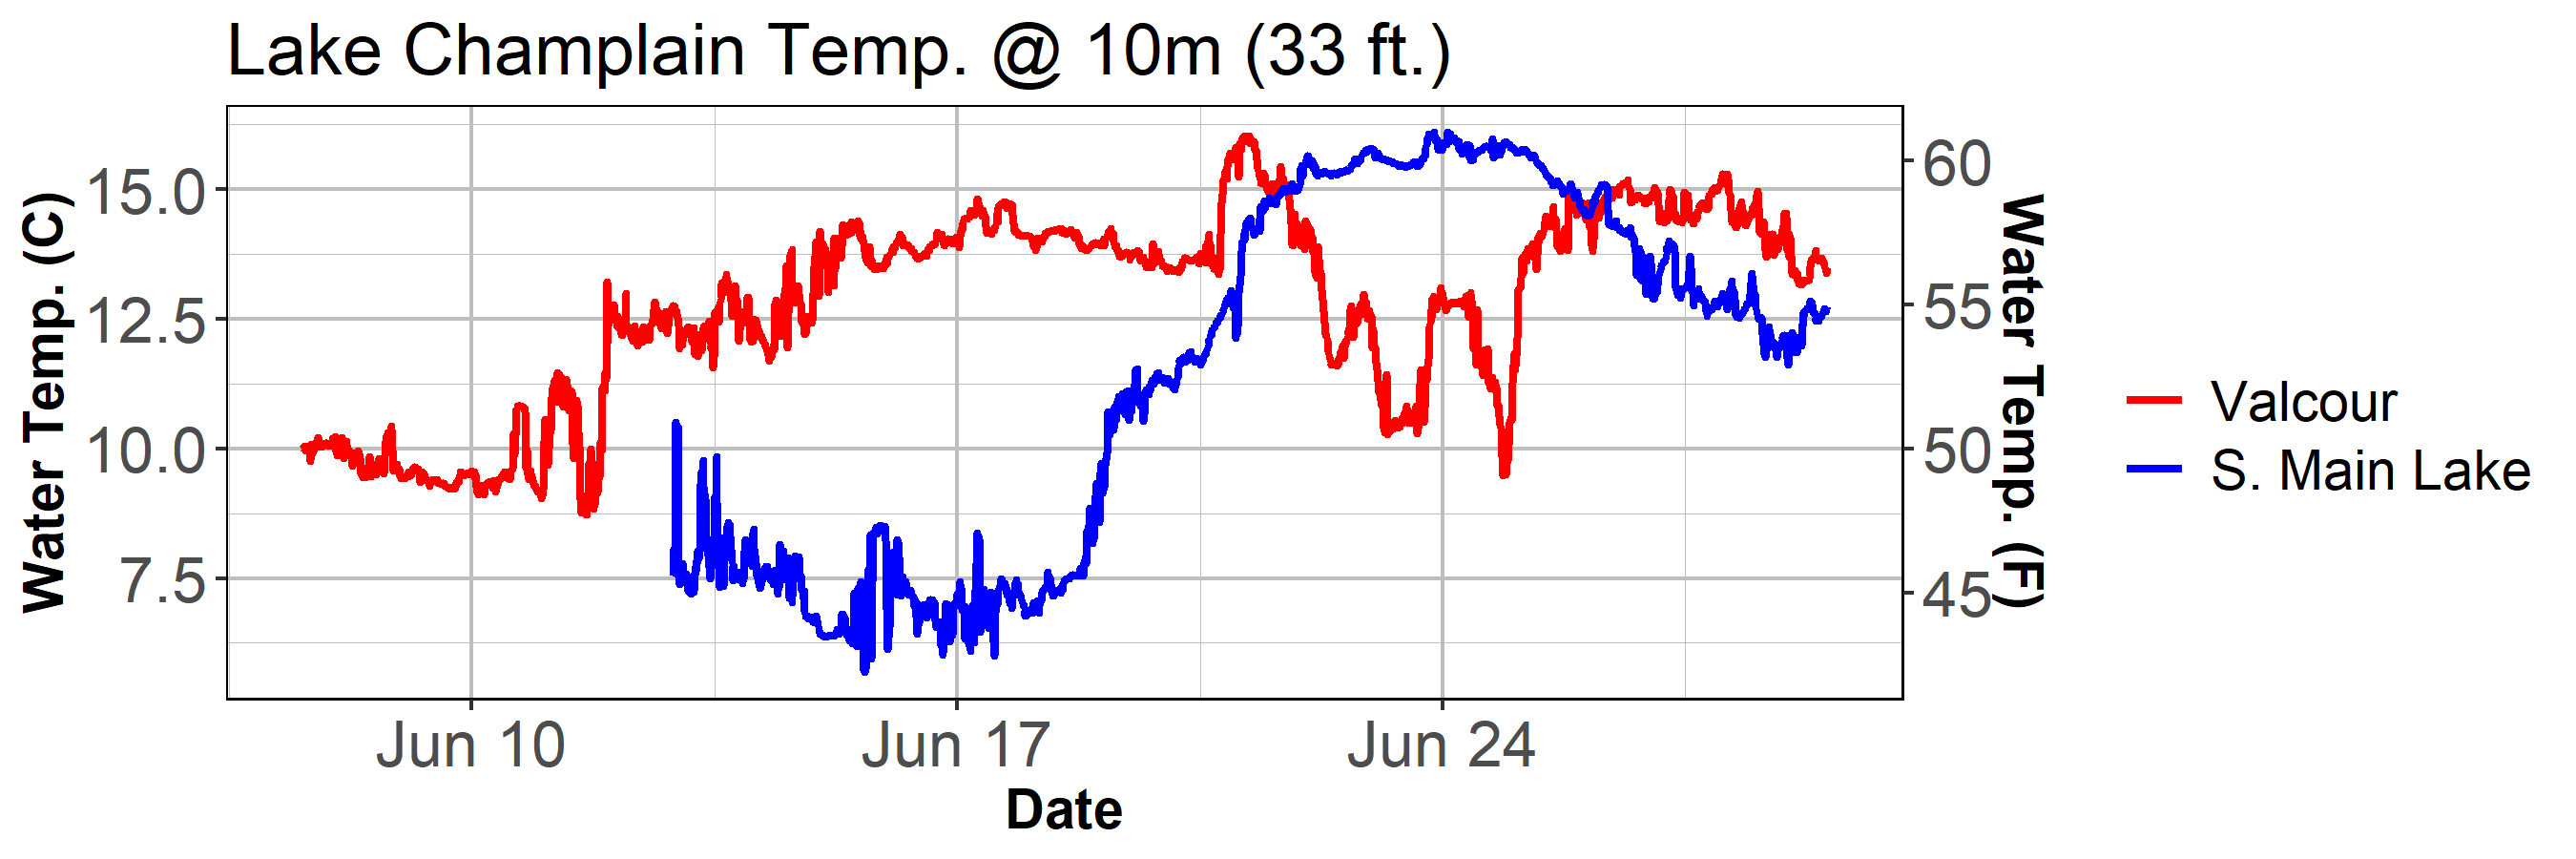 Lake Champlain Temp. @ 10m (33 ft.)
Water Temp. (C)
15.0
12.5
10.0
7.5
60
55
50
45
Water Temp. (F)
Jun 10
Jun 17
Jun 24
Date
Valcour
S. Main Lake